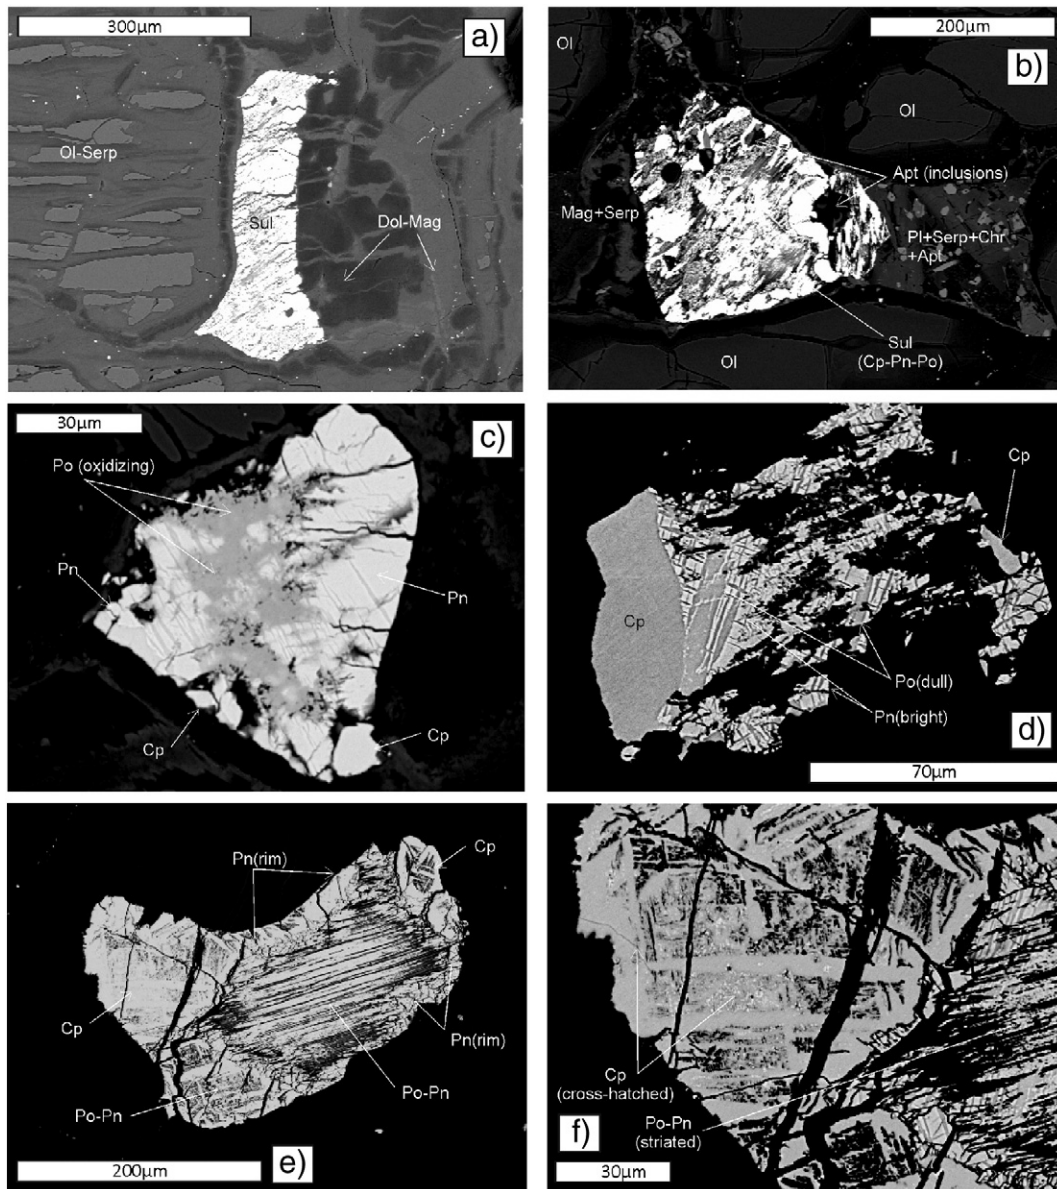 300µm
a)
Ol-Serp
Sul
Dol-Mag
200µm
b)
Ol
Ol
Apt (inclusions)
Mag+Serp
Pl+Serp+Chr
+Apt
Sul
(Cp-Pn-Po)
Ol
30µm
c)
Po (oxidizing)
Pn
Pn
Cp
Cp
Cp
Cp
Po(dull)
Pn(bright)
d)
70µm
Pn(rim)
Cp
Cp
Pn(rim)
Po-Pn
Po-Pn
200µm
e)
Cp
(cross-hatched)
Po-Pn
(striated)
f)
30µm